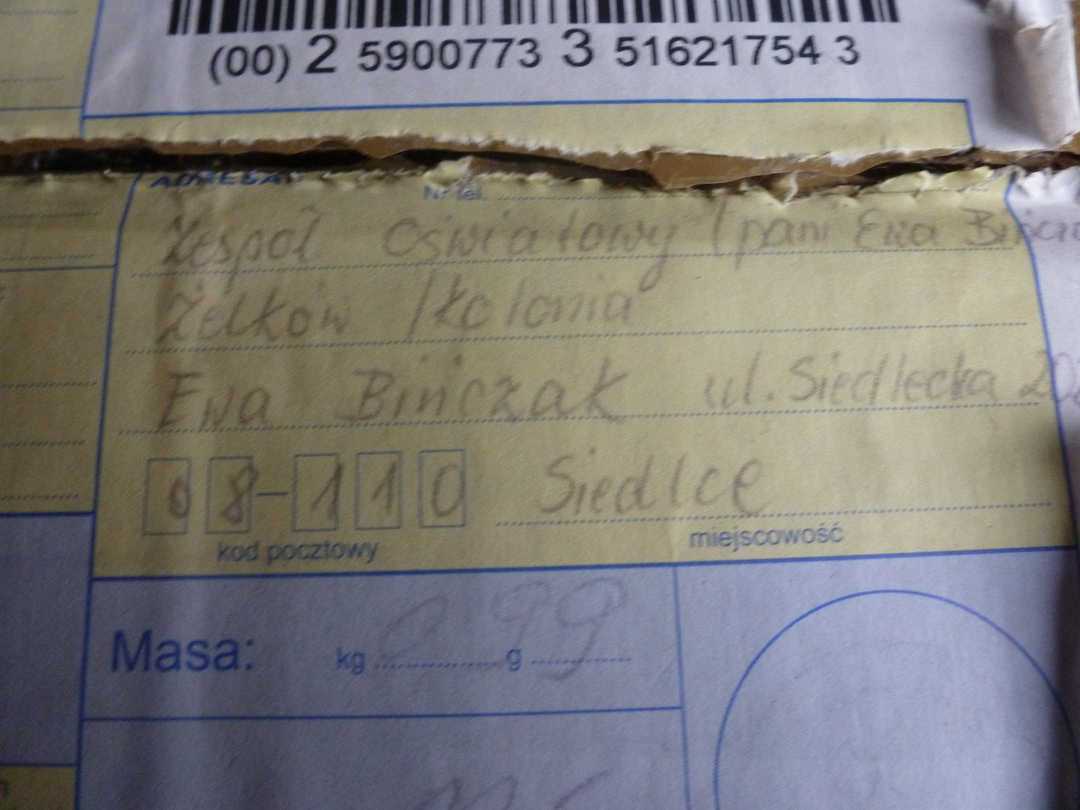 (00) 2 5900773 3 51621754 3
ADRESA
Nr tel.
Zespół Oświatowy (pani Ewa
Żelków /Kolonia
Ewa Bińczak ul. Siedlecka
08-110 Siedlce
kod pocztowy miejscowość
Masa: kg g